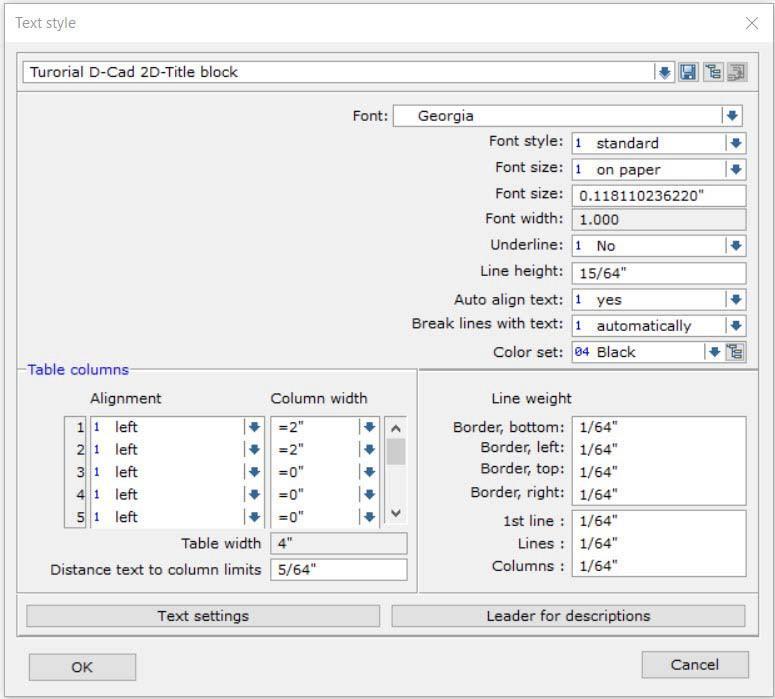 Text style
Turorial D-Cad 2D-Title block
Font: Georgia
Font style: 1 standard
Font size: 1 on paper
Font size: 0.118110236220"
Font width: 1.000
Underline: 1 No
Line height: 15/64"
Auto align text: 1 yes
Break lines with text: 1 automatically
Color set: 04 Black
Table columns
Alignment Column width
1 1 left =2"
2 1 left =2"
3 1 left =0"
4 1 left =0"
5 1 left =0"
Table width 4"
Distance text to column limits 5/64"
Line weight
Border, bottom: 1/64"
Border, left: 1/64"
Border, top: 1/64"
Border, right: 1/64"
1st line : 1/64"
Lines : 1/64"
Columns : 1/64"
Text settings Leader for descriptions
OK Cancel